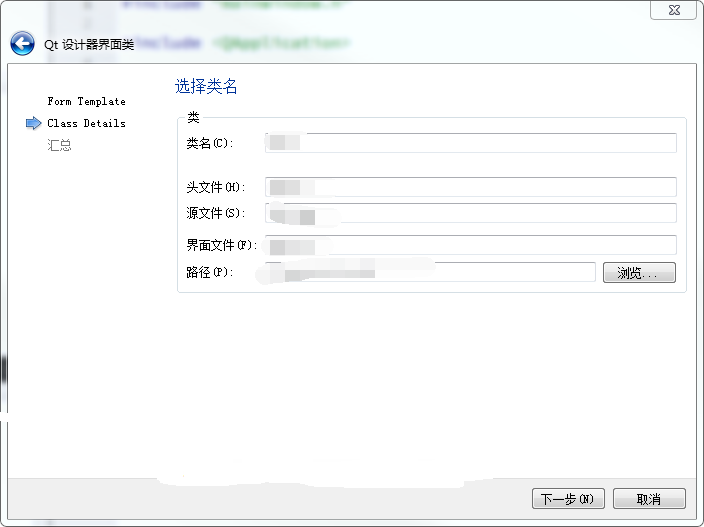 Qt 设计器界面类
选择类名
Form Template
Class Details
汇总
类
类名(C):
头文件(H):
源文件(S):
界面文件(F):
路径(P):
浏览...
下一步(N)
取消